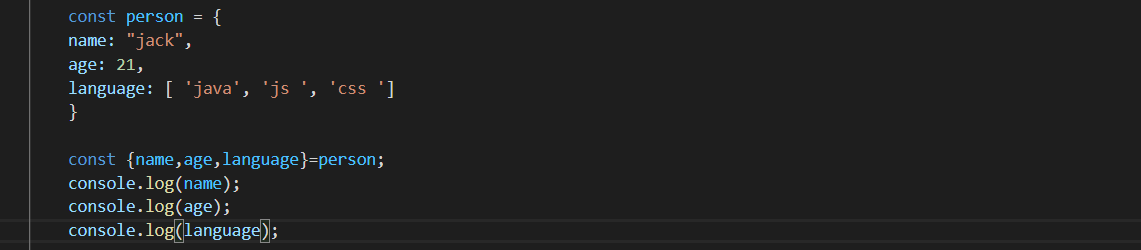 const person = {
name: "jack",
age: 21,
language: [ 'java', 'js ', 'css ']
}
const {name,age,language}=person;
console.log(name);
console.log(age);
console.log(language);